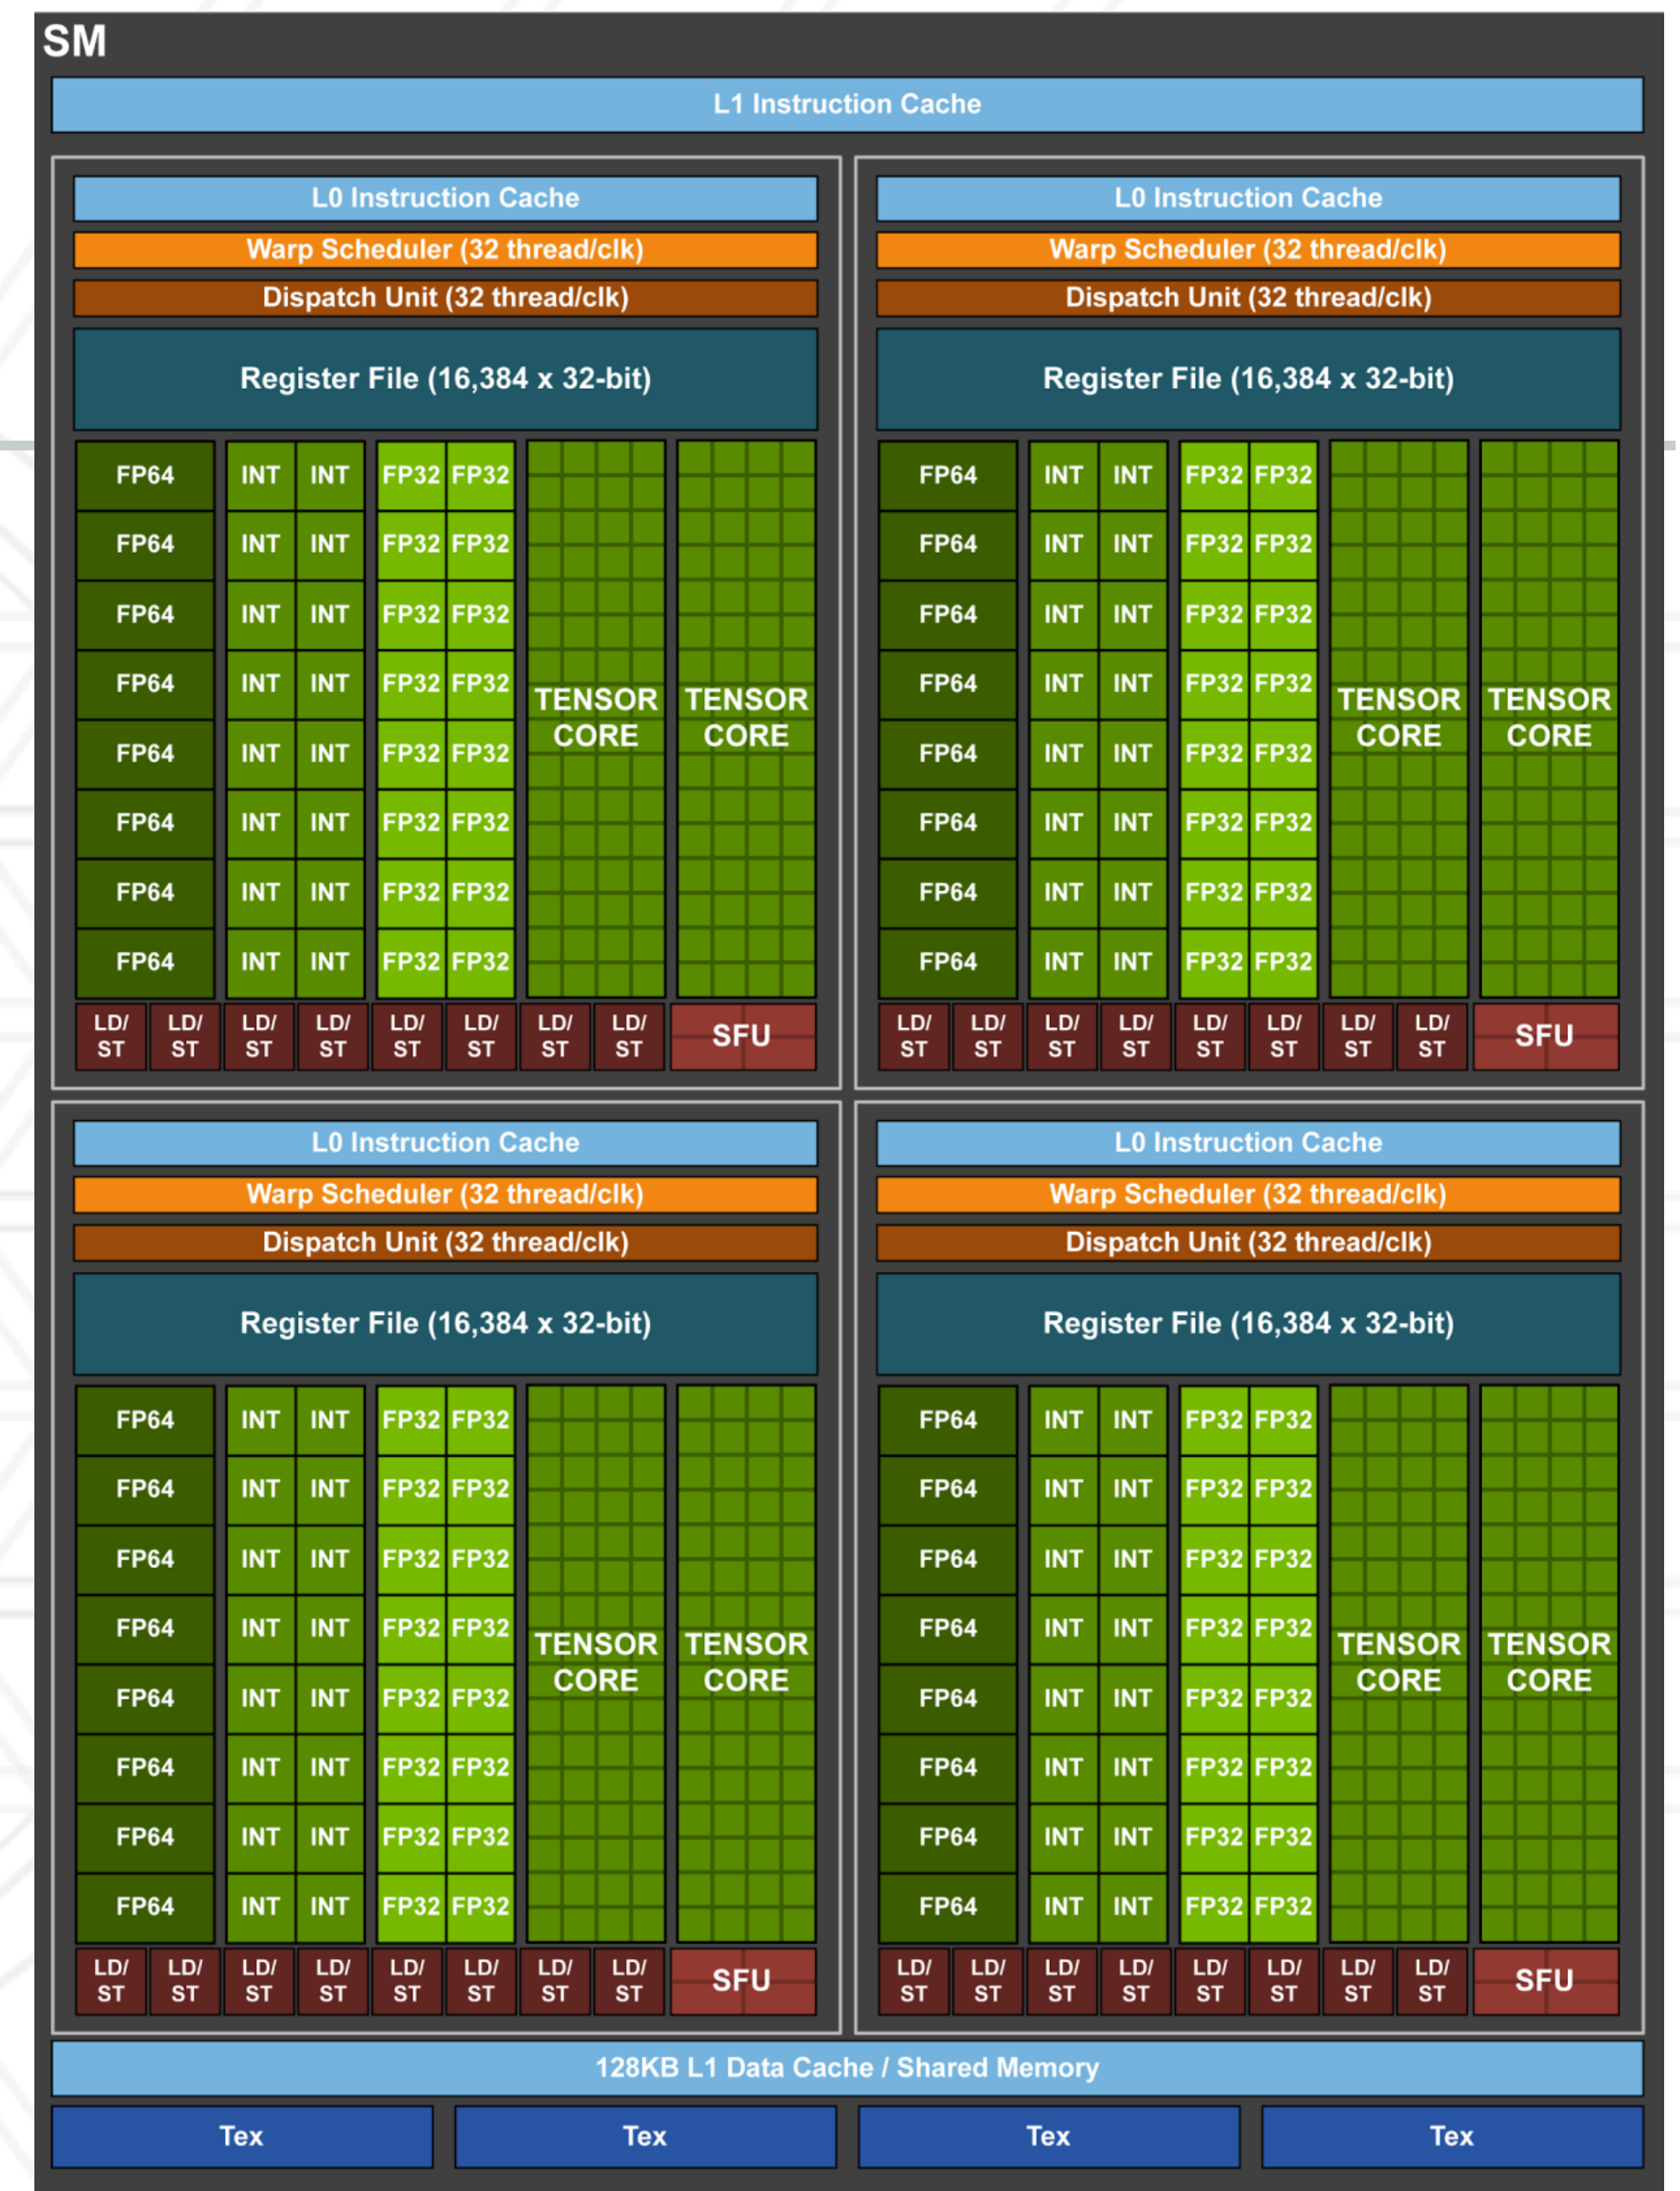 SM
L1 Instruction Cache
L0 Instruction Cache
Warp Scheduler (32 thread/clk)
Dispatch Unit (32 thread/clk)
Register File (16,384 x 32-bit)
FP64 INT INT FP32 FP32
FP64 INT INT FP32 FP32
FP64 INT INT FP32 FP32
FP64 INT INT FP32 FP32
FP64 INT INT FP32 FP32
FP64 INT INT FP32 FP32
FP64 INT INT FP32 FP32
FP64 INT INT FP32 FP32
TENSOR TENSOR
CORE CORE
LD/ LD/ LD/ LD/ LD/ LD/ LD/ LD/
ST ST ST ST ST ST ST ST
SFU
L0 Instruction Cache
Warp Scheduler (32 thread/clk)
Dispatch Unit (32 thread/clk)
Register File (16,384 x 32-bit)
FP64 INT INT FP32 FP32
FP64 INT INT FP32 FP32
FP64 INT INT FP32 FP32
FP64 INT INT FP32 FP32
FP64 INT INT FP32 FP32
FP64 INT INT FP32 FP32
FP64 INT INT FP32 FP32
FP64 INT INT FP32 FP32
TENSOR TENSOR
CORE CORE
LD/ LD/ LD/ LD/ LD/ LD/ LD/ LD/
ST ST ST ST ST ST ST ST
SFU
L0 Instruction Cache
Warp Scheduler (32 thread/clk)
Dispatch Unit (32 thread/clk)
Register File (16,384 x 32-bit)
FP64 INT INT FP32 FP32
FP64 INT INT FP32 FP32
FP64 INT INT FP32 FP32
FP64 INT INT FP32 FP32
FP64 INT INT FP32 FP32
FP64 INT INT FP32 FP32
FP64 INT INT FP32 FP32
FP64 INT INT FP32 FP32
TENSOR TENSOR
CORE CORE
LD/ LD/ LD/ LD/ LD/ LD/ LD/ LD/
ST ST ST ST ST ST ST ST
SFU
L0 Instruction Cache
Warp Scheduler (32 thread/clk)
Dispatch Unit (32 thread/clk)
Register File (16,384 x 32-bit)
FP64 INT INT FP32 FP32
FP64 INT INT FP32 FP32
FP64 INT INT FP32 FP32
FP64 INT INT FP32 FP32
FP64 INT INT FP32 FP32
FP64 INT INT FP32 FP32
FP64 INT INT FP32 FP32
FP64 INT INT FP32 FP32
TENSOR TENSOR
CORE CORE
LD/ LD/ LD/ LD/ LD/ LD/ LD/ LD/
ST ST ST ST ST ST ST ST
SFU
128KB L1 Data Cache / Shared Memory
Tex Tex Tex Tex